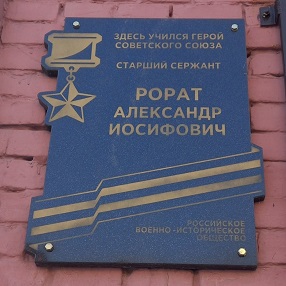 ЗДЕСЬ УЧИЛСЯ ГЕРОЙ
СОВЕТСКОГО СОЮЗА
СТАРШИЙ СЕРЖАНТ
РОРАТ
АЛЕКСАНДР
ИОСИФОВИЧ
РОССИЙСКОЕ
ВОЕННО-ИСТОРИЧЕСКОЕ
ОБЩЕСТВО